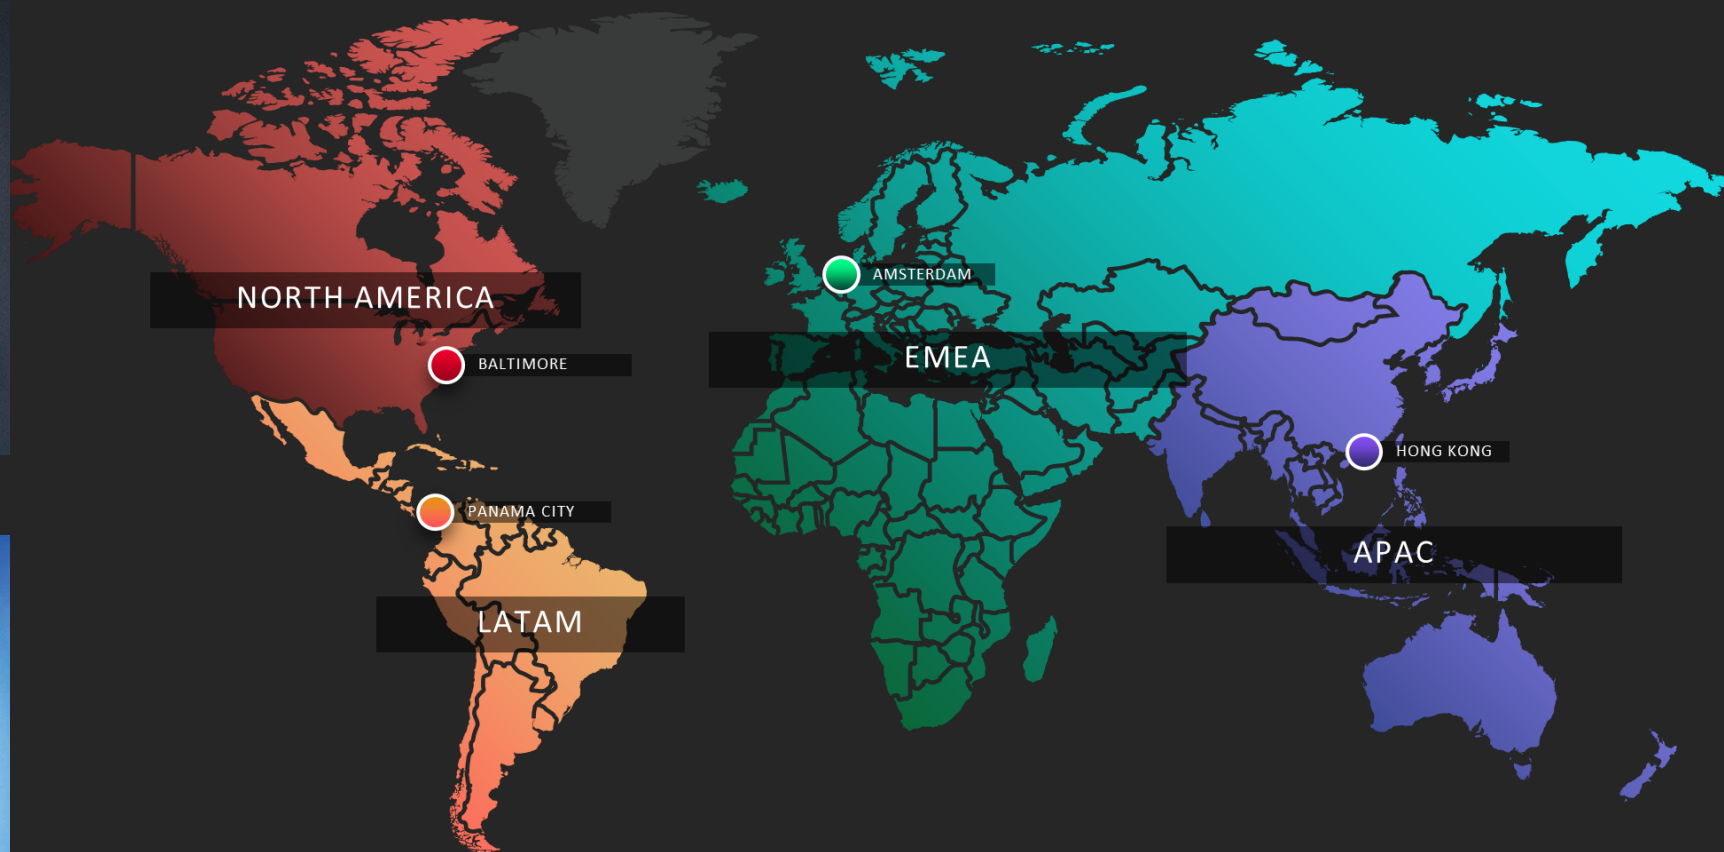 NORTH AMERICA
AMSTERDAM
EMEA
BALTIMORE
HONG KONG
PANAMA CITY
APAC
LATAM